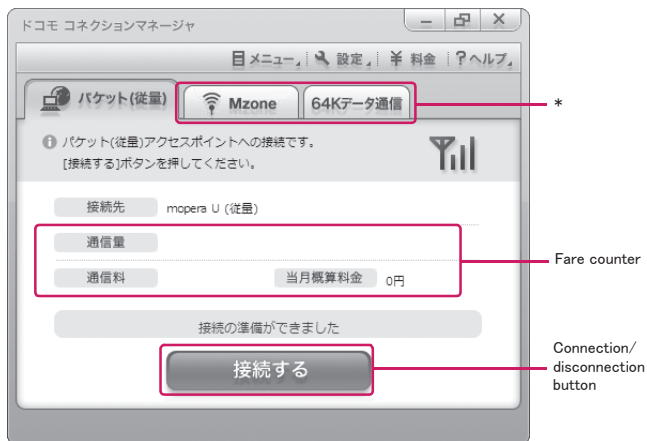 ドコモ コネクションマネージャ
メニュー 設定 ¥ 料金 ? ヘルプ
パケット(従量) Mzone 64Kデータ通信
*
パケット(従量)アクセスポイントへの接続です。
[接続する]ボタンを押してください。
接続先 mopera U (従量)
通信量
Fare counter
通信料 当月概算料金 0円
接続の準備ができました
接続する
Connection/
disconnection
button